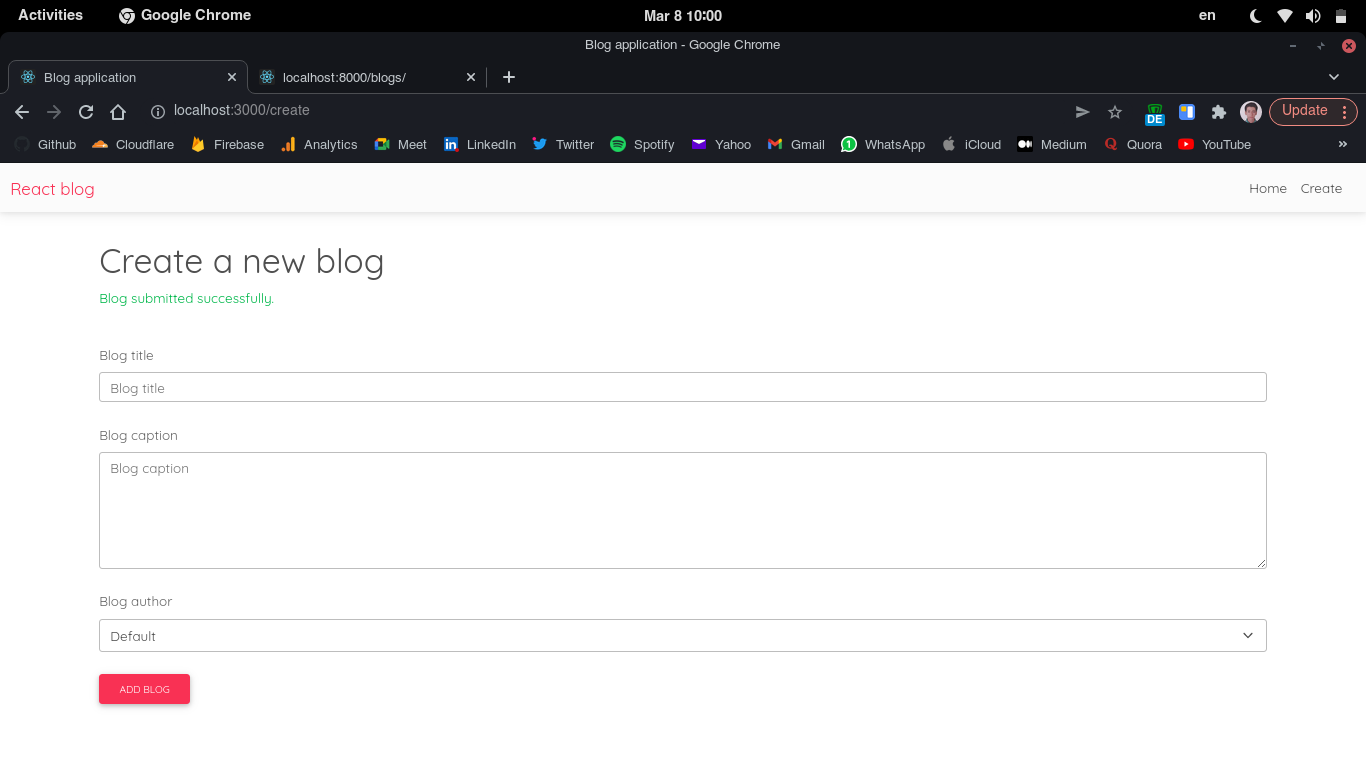 Activities Google Chrome Mar 8 10:00 en
Blog application - Google Chrome
Blog application localhost:8000/blogs/
localhost:3000/create DE Update
Github Cloudflare Firebase Analytics Meet LinkedIn Twitter Spotify Yahoo Gmail 1 WhatsApp iCloud Medium Quora YouTube »
React blog Home Create
Create a new blog
Blog submitted successfully.
Blog title
Blog title
Blog caption
Blog caption
Blog author
Default
ADD BLOG